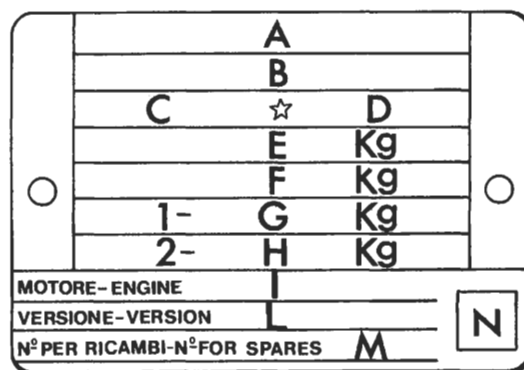 A
B
C ☆ D
E Kg
F Kg
1- G Kg
2- H Kg
MOTORE-ENGINE I
VERSIONE-VERSION L
Nº PER RICAMBI-Nº FOR SPARES M
N